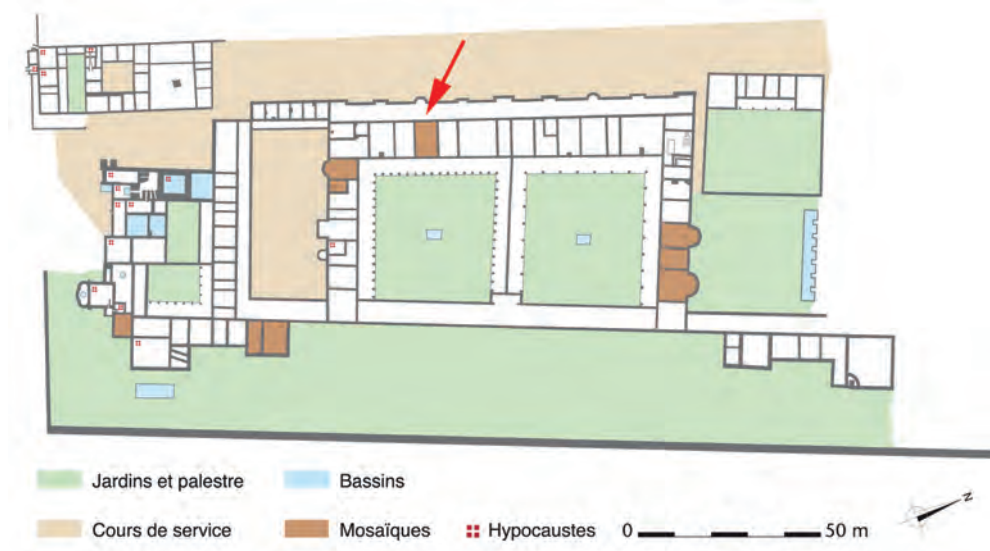 Jardins et palestre
Bassins
Cours de service
Mosaïques
Hypocaustes
0 50 m
N